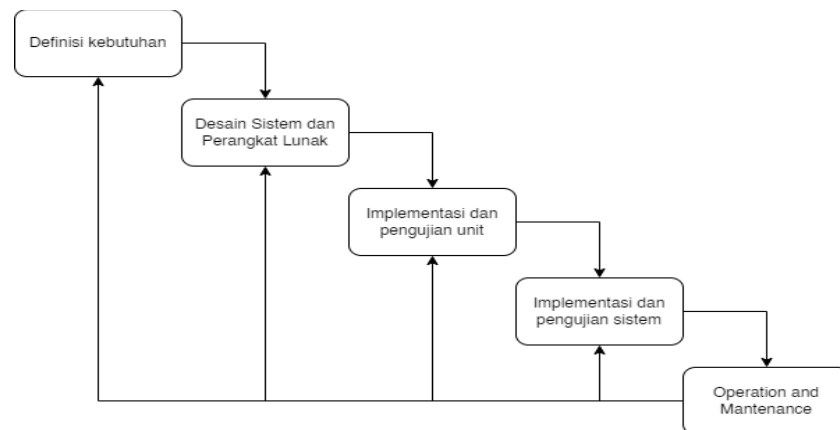 Definisi kebutuhan
Desain Sistem dan
Perangkat Lunak
Implementasi dan
pengujian unit
Implementasi dan
pengujian sistem
Operation and
Mantenance